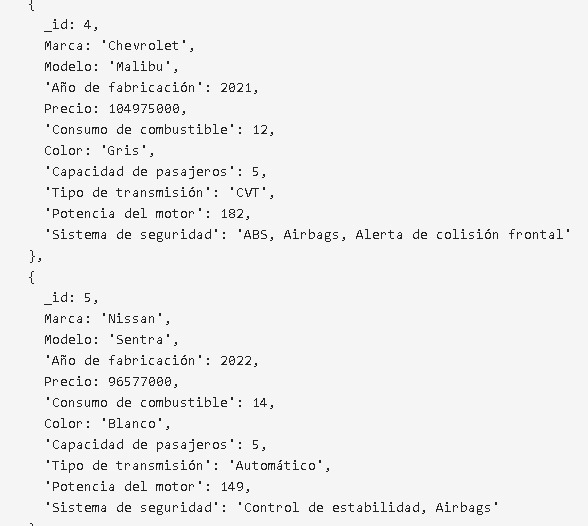 {
_id: 4,
Marca: 'Chevrolet',
Modelo: 'Malibu',
'Año de fabricación': 2021,
Precio: 104975000,
'Consumo de combustible': 12,
Color: 'Gris',
'Capacidad de pasajeros': 5,
'Tipo de transmisión': 'CVT',
'Potencia del motor': 182,
'Sistema de seguridad': 'ABS, Airbags, Alerta de colisión frontal'
},
{
_id: 5,
Marca: 'Nissan',
Modelo: 'Sentra',
'Año de fabricación': 2022,
Precio: 96577000,
'Consumo de combustible': 14,
Color: 'Blanco',
'Capacidad de pasajeros': 5,
'Tipo de transmisión': 'Automático',
'Potencia del motor': 149,
'Sistema de seguridad': 'Control de estabilidad, Airbags'
}